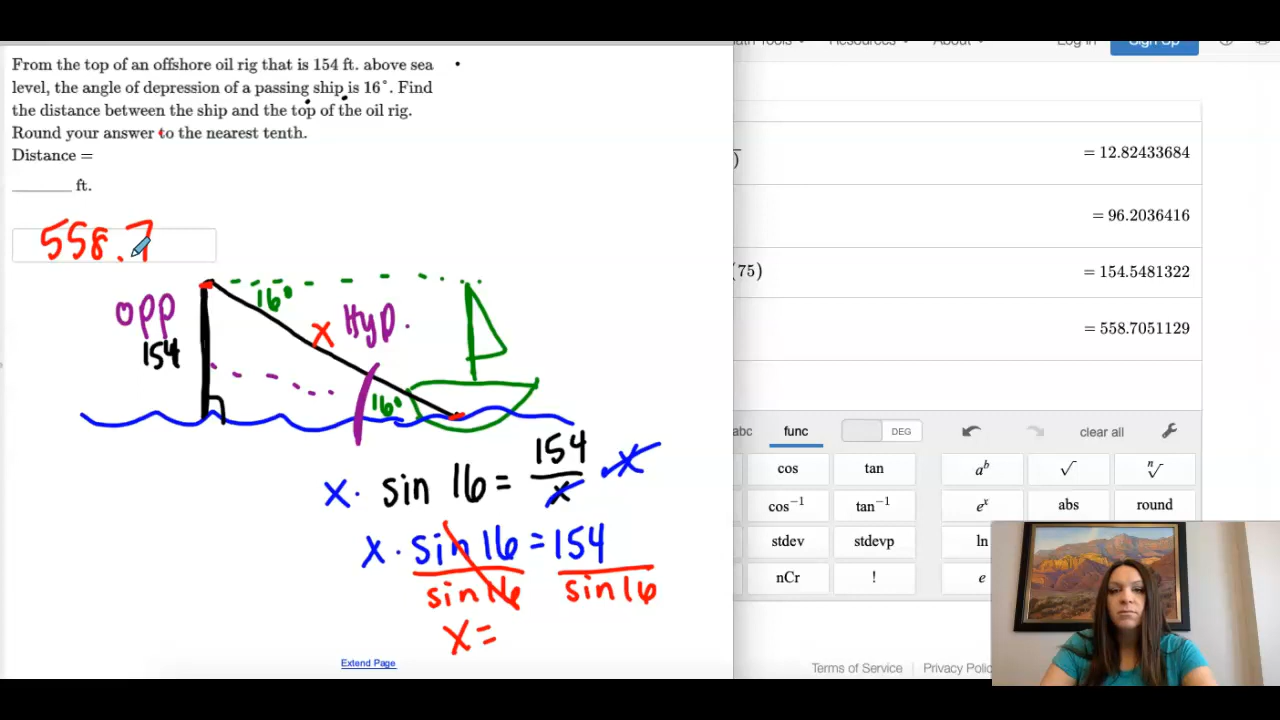 From the top of an offshore oil rig that is 154 ft. above sea
level, the angle of depression of a passing ship is 16°. Find
the distance between the ship and the top of the oil rig.
Round your answer to the nearest tenth.
Distance =
______ ft.
558.7
opp
154
16°
x
Hyp.
16°
x · sin 16 = 154/x · x
x · sin 16 = 154
sin 16 sin 16
x =
Extend Page
Resources
About
Log In
Sign Up
= 12.82433684
= 96.2036416
(75)
= 154.5481322
= 558.7051129
abc
func
DEG
clear all
cos
tan
a^b
√
ⁿ√
cos⁻¹
tan⁻¹
e^x
abs
round
stdev
stdevp
ln
nCr
!
e
Terms of Service
Privacy